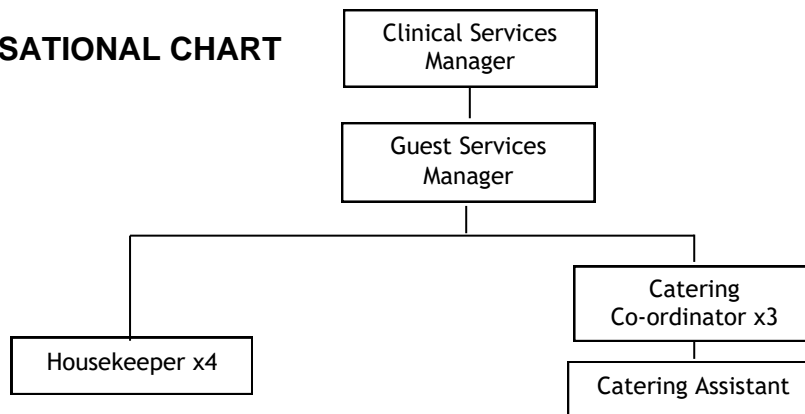 SATIONAL CHART
Clinical Services
Manager
Guest Services
Manager
Catering
Co-ordinator x3
Housekeeper x4
Catering Assistant